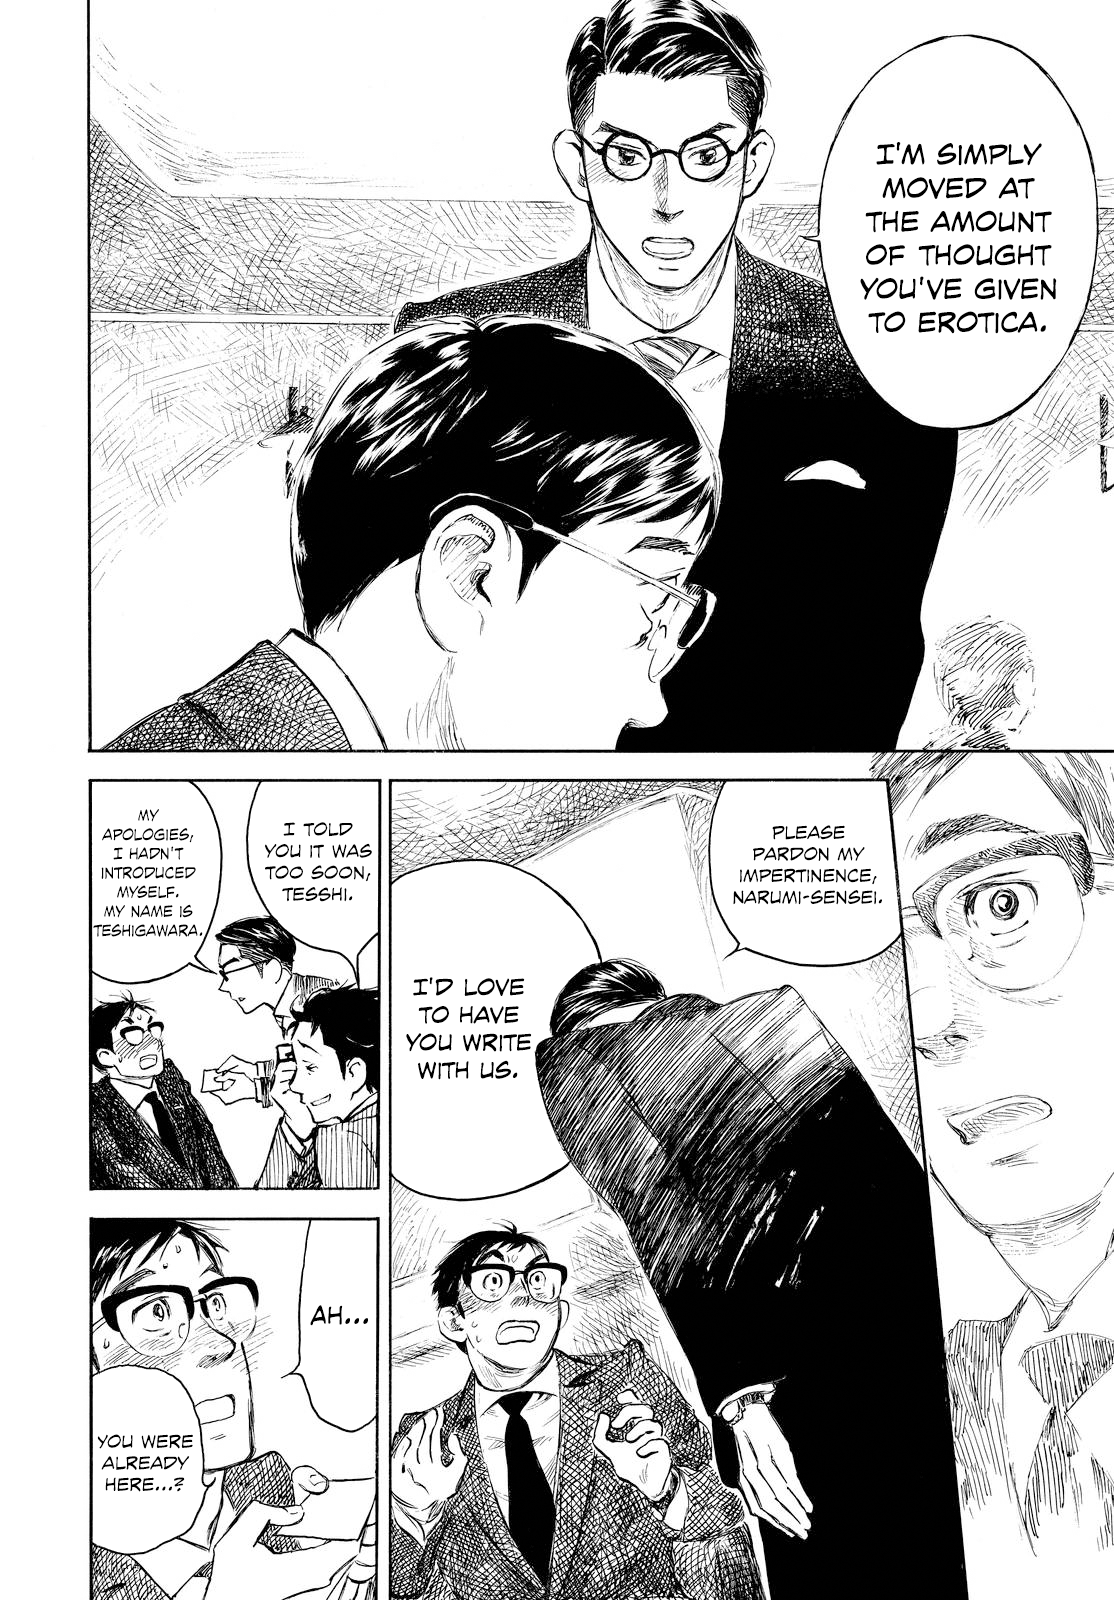 I'M SIMPLY
MOVED AT
THE AMOUNT
OF THOUGHT
YOU'VE GIVEN
TO EROTICA.
PLEASE
PARDON MY
IMPERTINENCE,
NARUMI-SENSEI.
I'D LOVE
TO HAVE
YOU WRITE
WITH US.
I TOLD
YOU IT WAS
TOO SOON,
TESSHI.
MY
APOLOGIES,
I HADN'T
INTRODUCED
MYSELF.
MY NAME IS
TESHIGAWARA.
AH...
YOU WERE
ALREADY
HERE...?